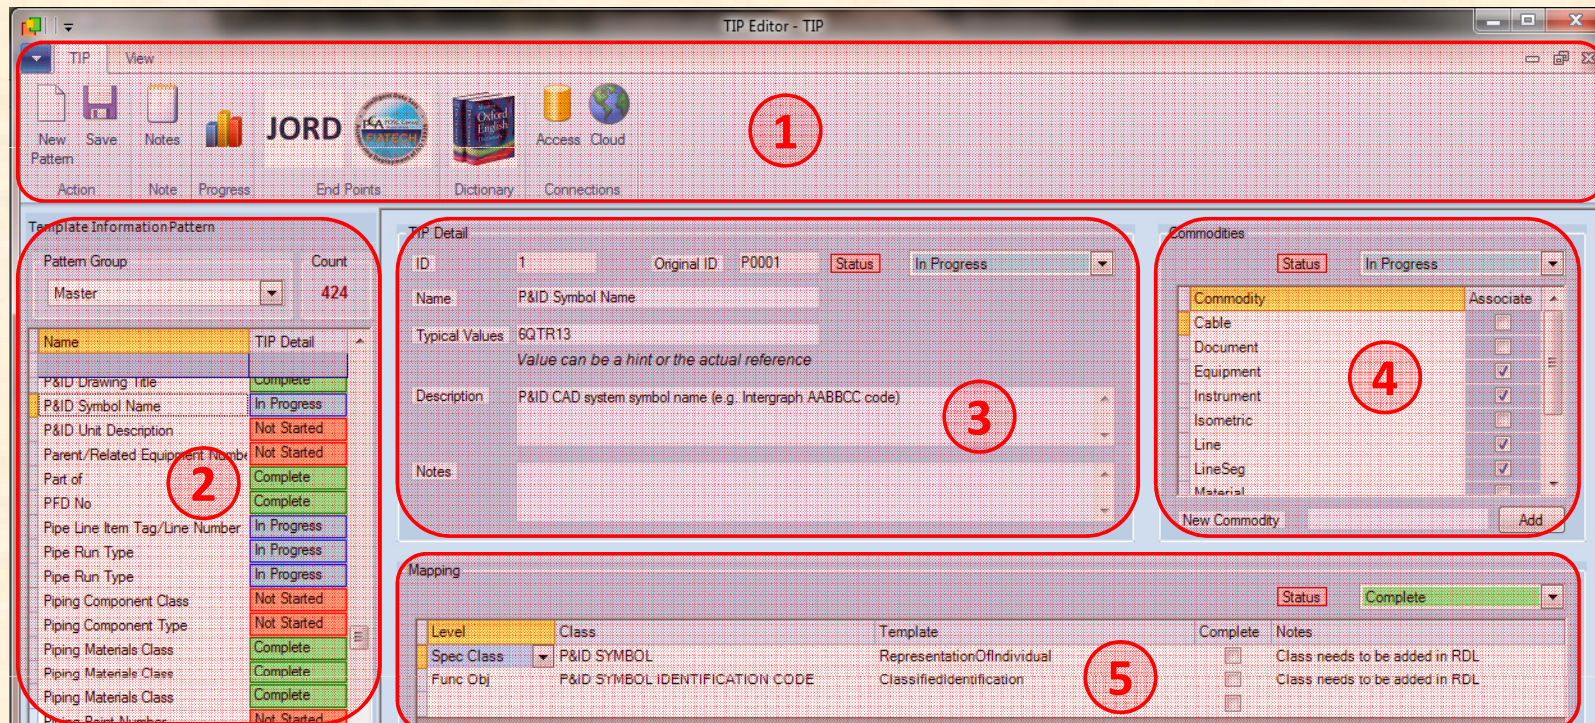 TIP Editor - TIP
TIP View
New Pattern Save Notes JORD Access Cloud
Action Note Progress End Points Dictionary Connections
1
Template Information Pattern
Pattern Group Count
Master 424
Name TIP Detail
P&ID Drawing Title Complete
P&ID Symbol Name In Progress
P&ID Unit Description Not Started
Parent/Related Equipment Numbe Not Started
Part of Complete
PFD No Complete
Pipe Line Item Tag/Line Number In Progress
Pipe Run Type In Progress
Pipe Run Type In Progress
Piping Component Class Not Started
Piping Component Type Not Started
Piping Materials Class Complete
Piping Materials Class Complete
Piping Materials Class Complete
Piping Point Number Not Started
2
TIP Detail
ID 1 Original ID P0001 Status In Progress
Name P&ID Symbol Name
Typical Values 6QTR13
Value can be a hint or the actual reference
Description P&ID CAD system symbol name (e.g. Intergraph AABBCC code)
Notes
3
Commodities
Status In Progress
Commodity Associate
Cable
Document
Equipment
Instrument
Isometric
Line
LineSeg
Material
New Commodity Add
4
Mapping
Status Complete
Level Class Template Complete Notes
Spec Class P&ID SYMBOL RepresentationOfIndividual Class needs to be added in RDL
Func Obj P&ID SYMBOL IDENTIFICATION CODE ClassifiedIdentification Class needs to be added in RDL
5